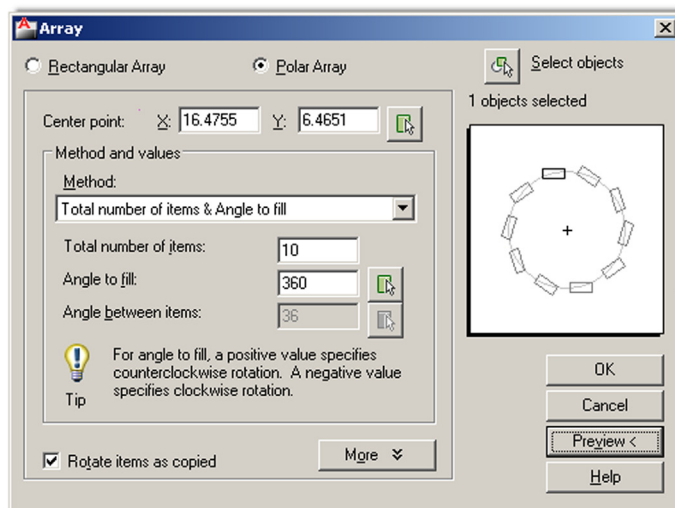 Array
Rectangular Array
Polar Array
Select objects
1 objects selected
Center point: X: 16.4755 Y: 6.4651
Method and values
Method:
Total number of items & Angle to fill
Total number of items: 10
Angle to fill: 360
Angle between items: 36
Tip
For angle to fill, a positive value specifies
counterclockwise rotation. A negative value
specifies clockwise rotation.
Rotate items as copied
More
OK
Cancel
Preview <
Help